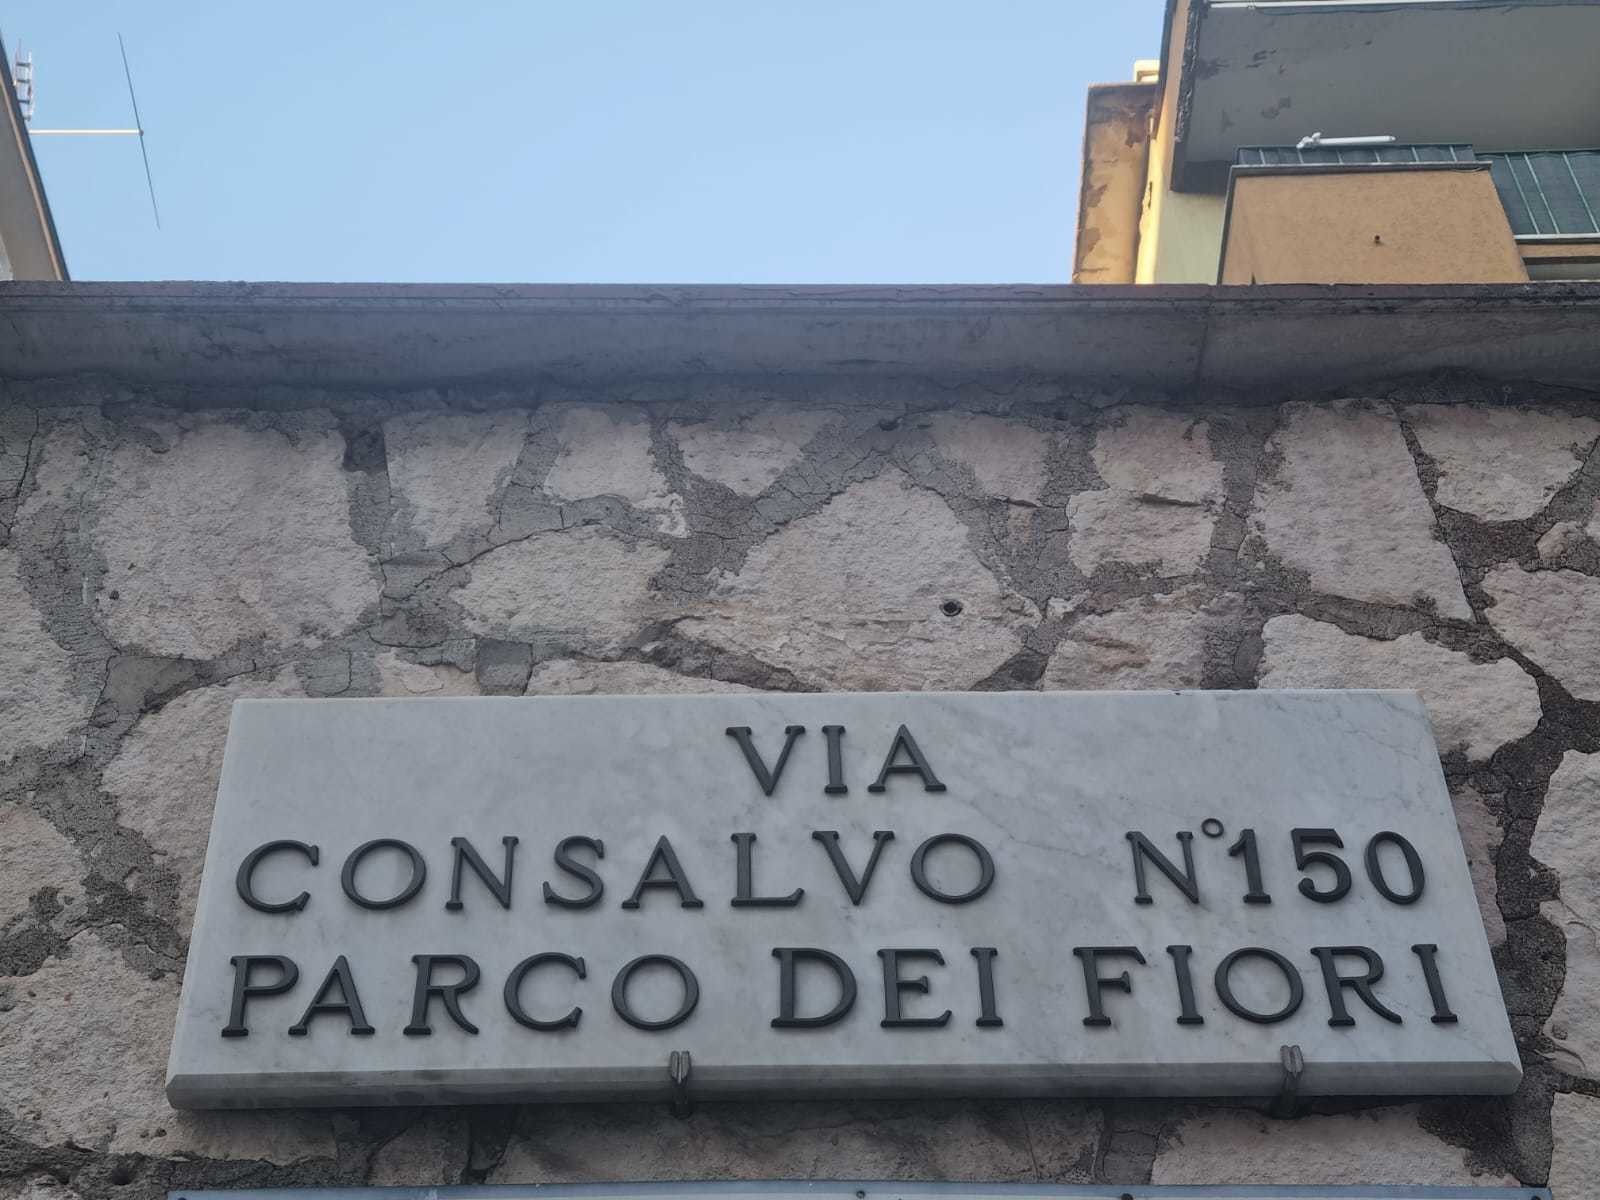 VIA
CONSALVO N°150
PARCO DEI FIORI